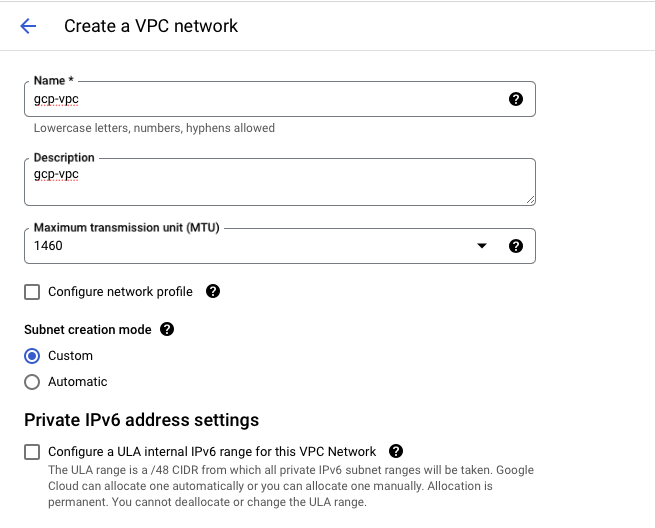 Create a VPC network
Name *
gcp-vpc
Lowercase letters, numbers, hyphens allowed
Description
gcp-vpc
Maximum transmission unit (MTU)
1460
Configure network profile
Subnet creation mode
Custom
Automatic
Private IPv6 address settings
Configure a ULA internal IPv6 range for this VPC Network
The ULA range is a /48 CIDR from which all private IPv6 subnet ranges will be taken. Google
Cloud can allocate one automatically or you can allocate one manually. Allocation is
permanent. You cannot deallocate or change the ULA range.